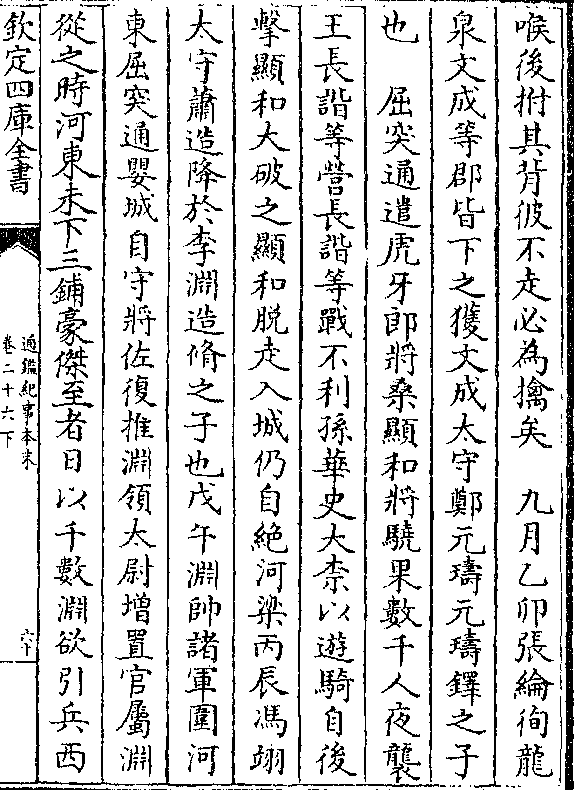 喉後拊其背彼不走必為擒矣　九月乙卯張綸徇龍
泉文成等郡皆下之獲文成太守鄭元璹元璹鐸之子
也　屈突通遣虎牙郎將桑顯和將驍果數千人夜襲
王長諧等營長諧等戰不利孫華史大柰以遊騎自後
擊顯和大破之顯和脱走入城仍自絶河梁丙辰馮翊
太守蕭造降於李淵造脩之子也戊午淵帥諸軍圍河
東屈突通嬰城自守將佐復推淵領太尉增置官屬淵
從之時河東未下三鋪豪傑至者日以千數淵欲引兵西
欽定四庫全書
通鑑紀事本末
卷二十六下
六十